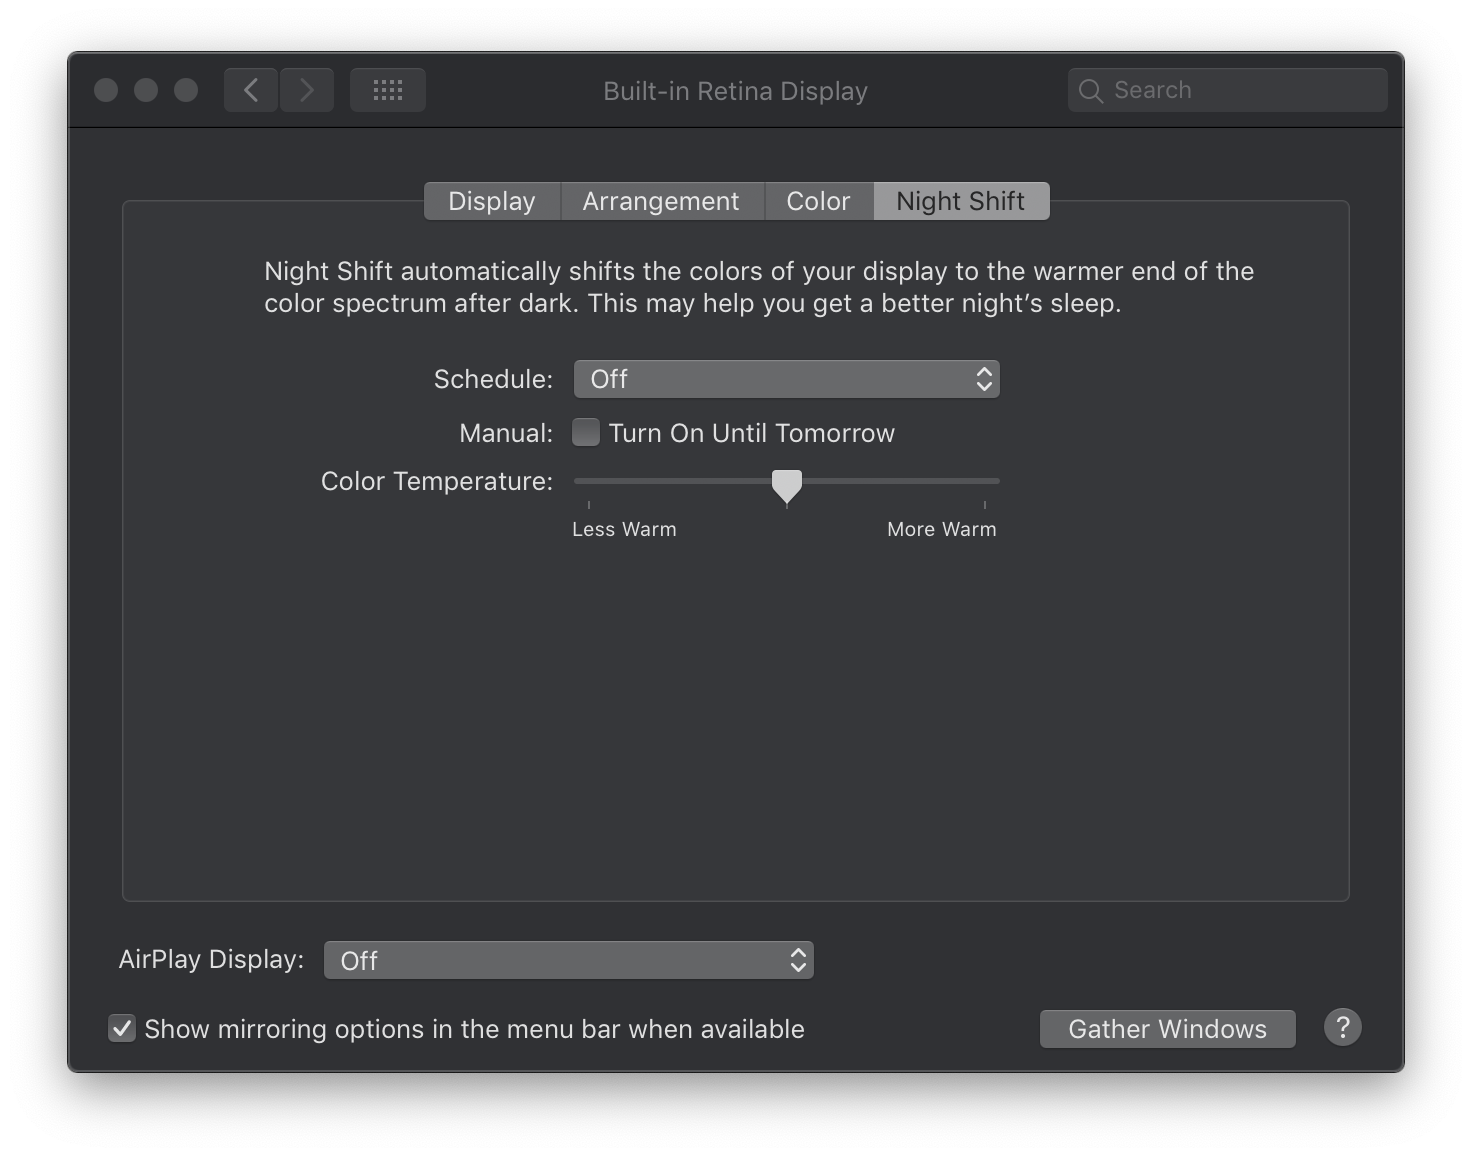 Built-in Retina Display
Search
Display
Arrangement
Color
Night Shift
Night Shift automatically shifts the colors of your display to the warmer end of the
color spectrum after dark. This may help you get a better night’s sleep.
Schedule: Off
Manual: Turn On Until Tomorrow
Color Temperature:
Less Warm
More Warm
AirPlay Display: Off
Show mirroring options in the menu bar when available
Gather Windows
?